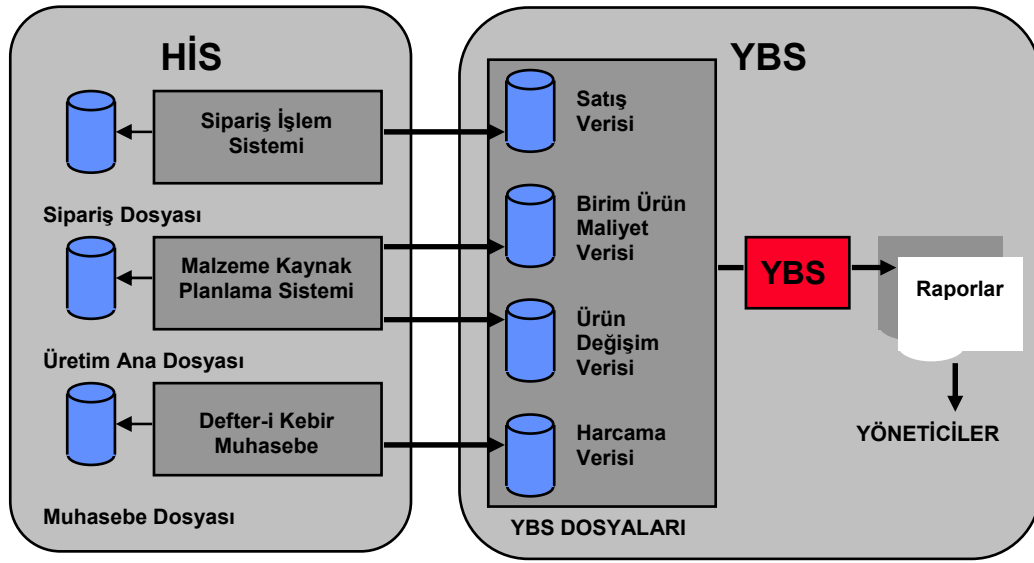 HİS
Sipariş İşlem
Sistemi
Sipariş Dosyası
Malzeme Kaynak
Planlama Sistemi
Üretim Ana Dosyası
Defter-i Kebir
Muhasebe
Muhasebe Dosyası
YBS
Satış
Verisi
Birim Ürün
Maliyet
Verisi
Ürün
Değişim
Verisi
Harcama
Verisi
YBS DOSYALARI
YBS
Raporlar
YÖNETİCİLER